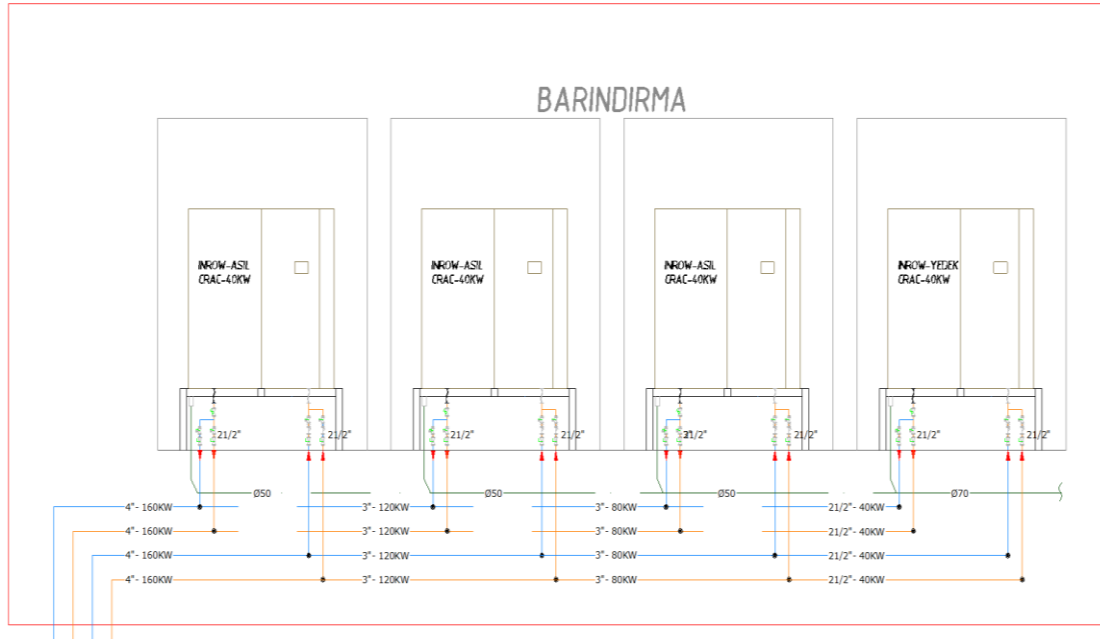 BARINDIRMA
INROW-ASIL
CRAC-40KW
INROW-ASIL
CRAC-40KW
INROW-ASIL
CRAC-40KW
INROW-YEDEK
CRAC-40KW
21/2" 21/2" 21/2" 21/2" 21/2" 21/2" 21/2" 21/2"
Ø50 Ø50 Ø50 Ø70
4"- 160KW 3"- 120KW 3"- 80KW 21/2"- 40KW
4"- 160KW 3"- 120KW 3"- 80KW 21/2"- 40KW
4"- 160KW 3"- 120KW 3"- 80KW 21/2"- 40KW
4"- 160KW 3"- 120KW 3"- 80KW 21/2"- 40KW